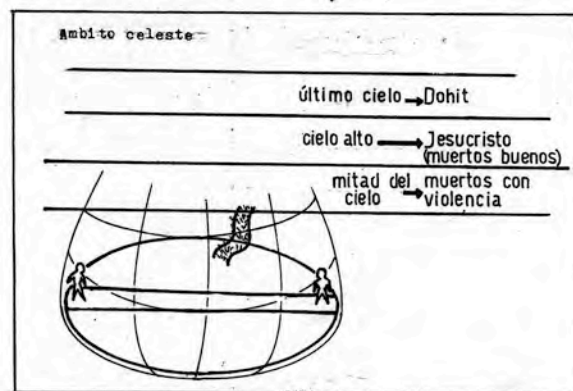 Ambito celeste
último cielo → Dohit
cielo alto → Jesucristo
(muertos buenos)
mitad del → muertos con
cielo violencia